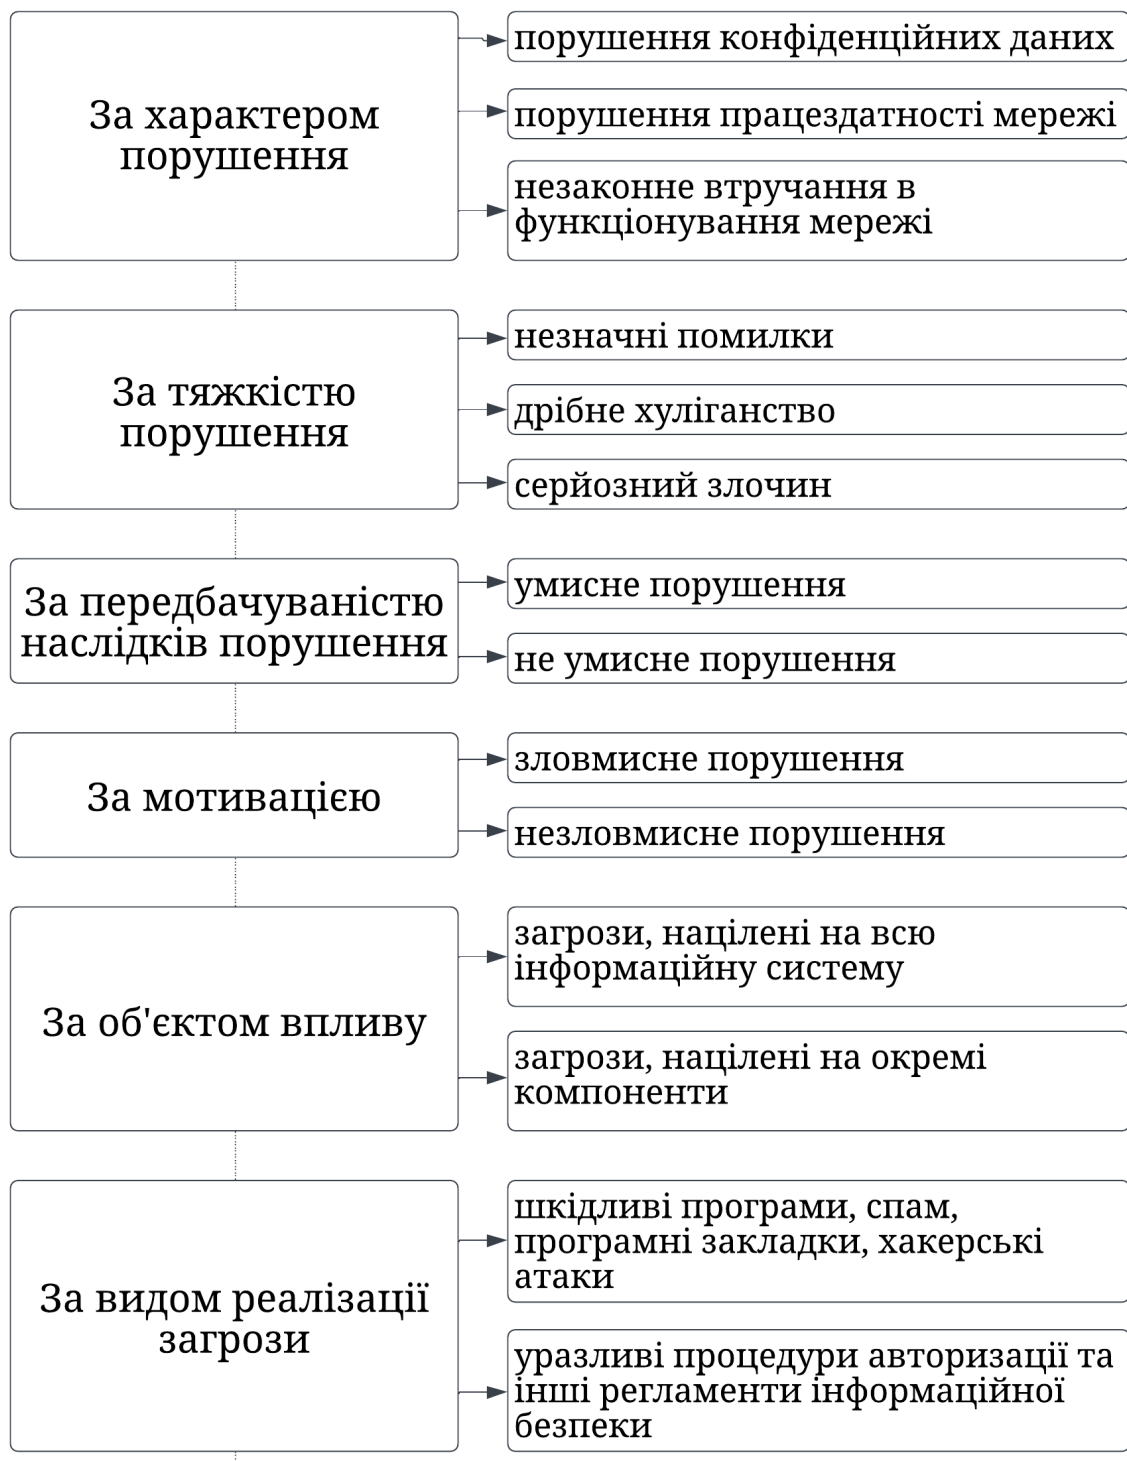 За характером
порушення
порушення конфіденційних даних
порушення працездатності мережі
незаконне втручання в
функціонування мережі
За тяжкістю
порушення
незначні помилки
дрібне хуліганство
серйозний злочин
За передбачуваністю
наслідків порушення
умисне порушення
не умисне порушення
За мотивацією
зловмисне порушення
незловмисне порушення
За об'єктом впливу
загрози, націлені на всю
інформаційну систему
загрози, націлені на окремі
компоненти
За видом реалізації
загрози
шкідливі програми, спам,
програмні закладки, хакерські
атаки
уразливі процедури авторизації та
інші регламенти інформаційної
безпеки